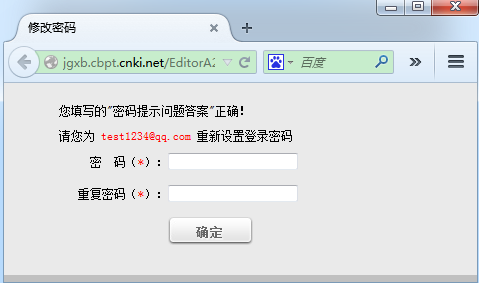 修改密码
jgxb.cbpt.cnki.net/EditorA2
百度
您填写的"密码提示问题答案"正确!
请您为 test1234@qq.com 重新设置登录密码
密 码(*):
重复密码(*):
确定